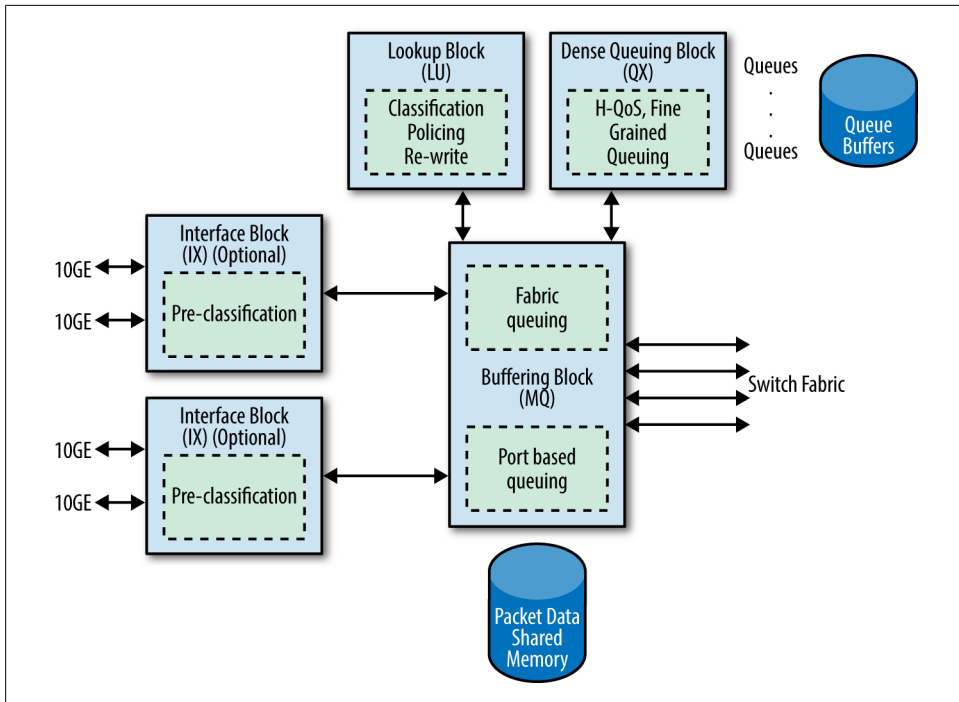 Lookup Block
(LU)
Classification
Policing
Re-write
Dense Queuing Block
(QX)
H-QoS, Fine
Grained
Queuing
Queues
.
.
.
Queues
Queue
Buffers
Interface Block
(IX) (Optional)
Pre-classification
10GE
10GE
Fabric
queuing
Buffering Block
(MQ)
Port based
queuing
Switch Fabric
Interface Block
(IX) (Optional)
Pre-classification
10GE
10GE
Packet Data
Shared
Memory